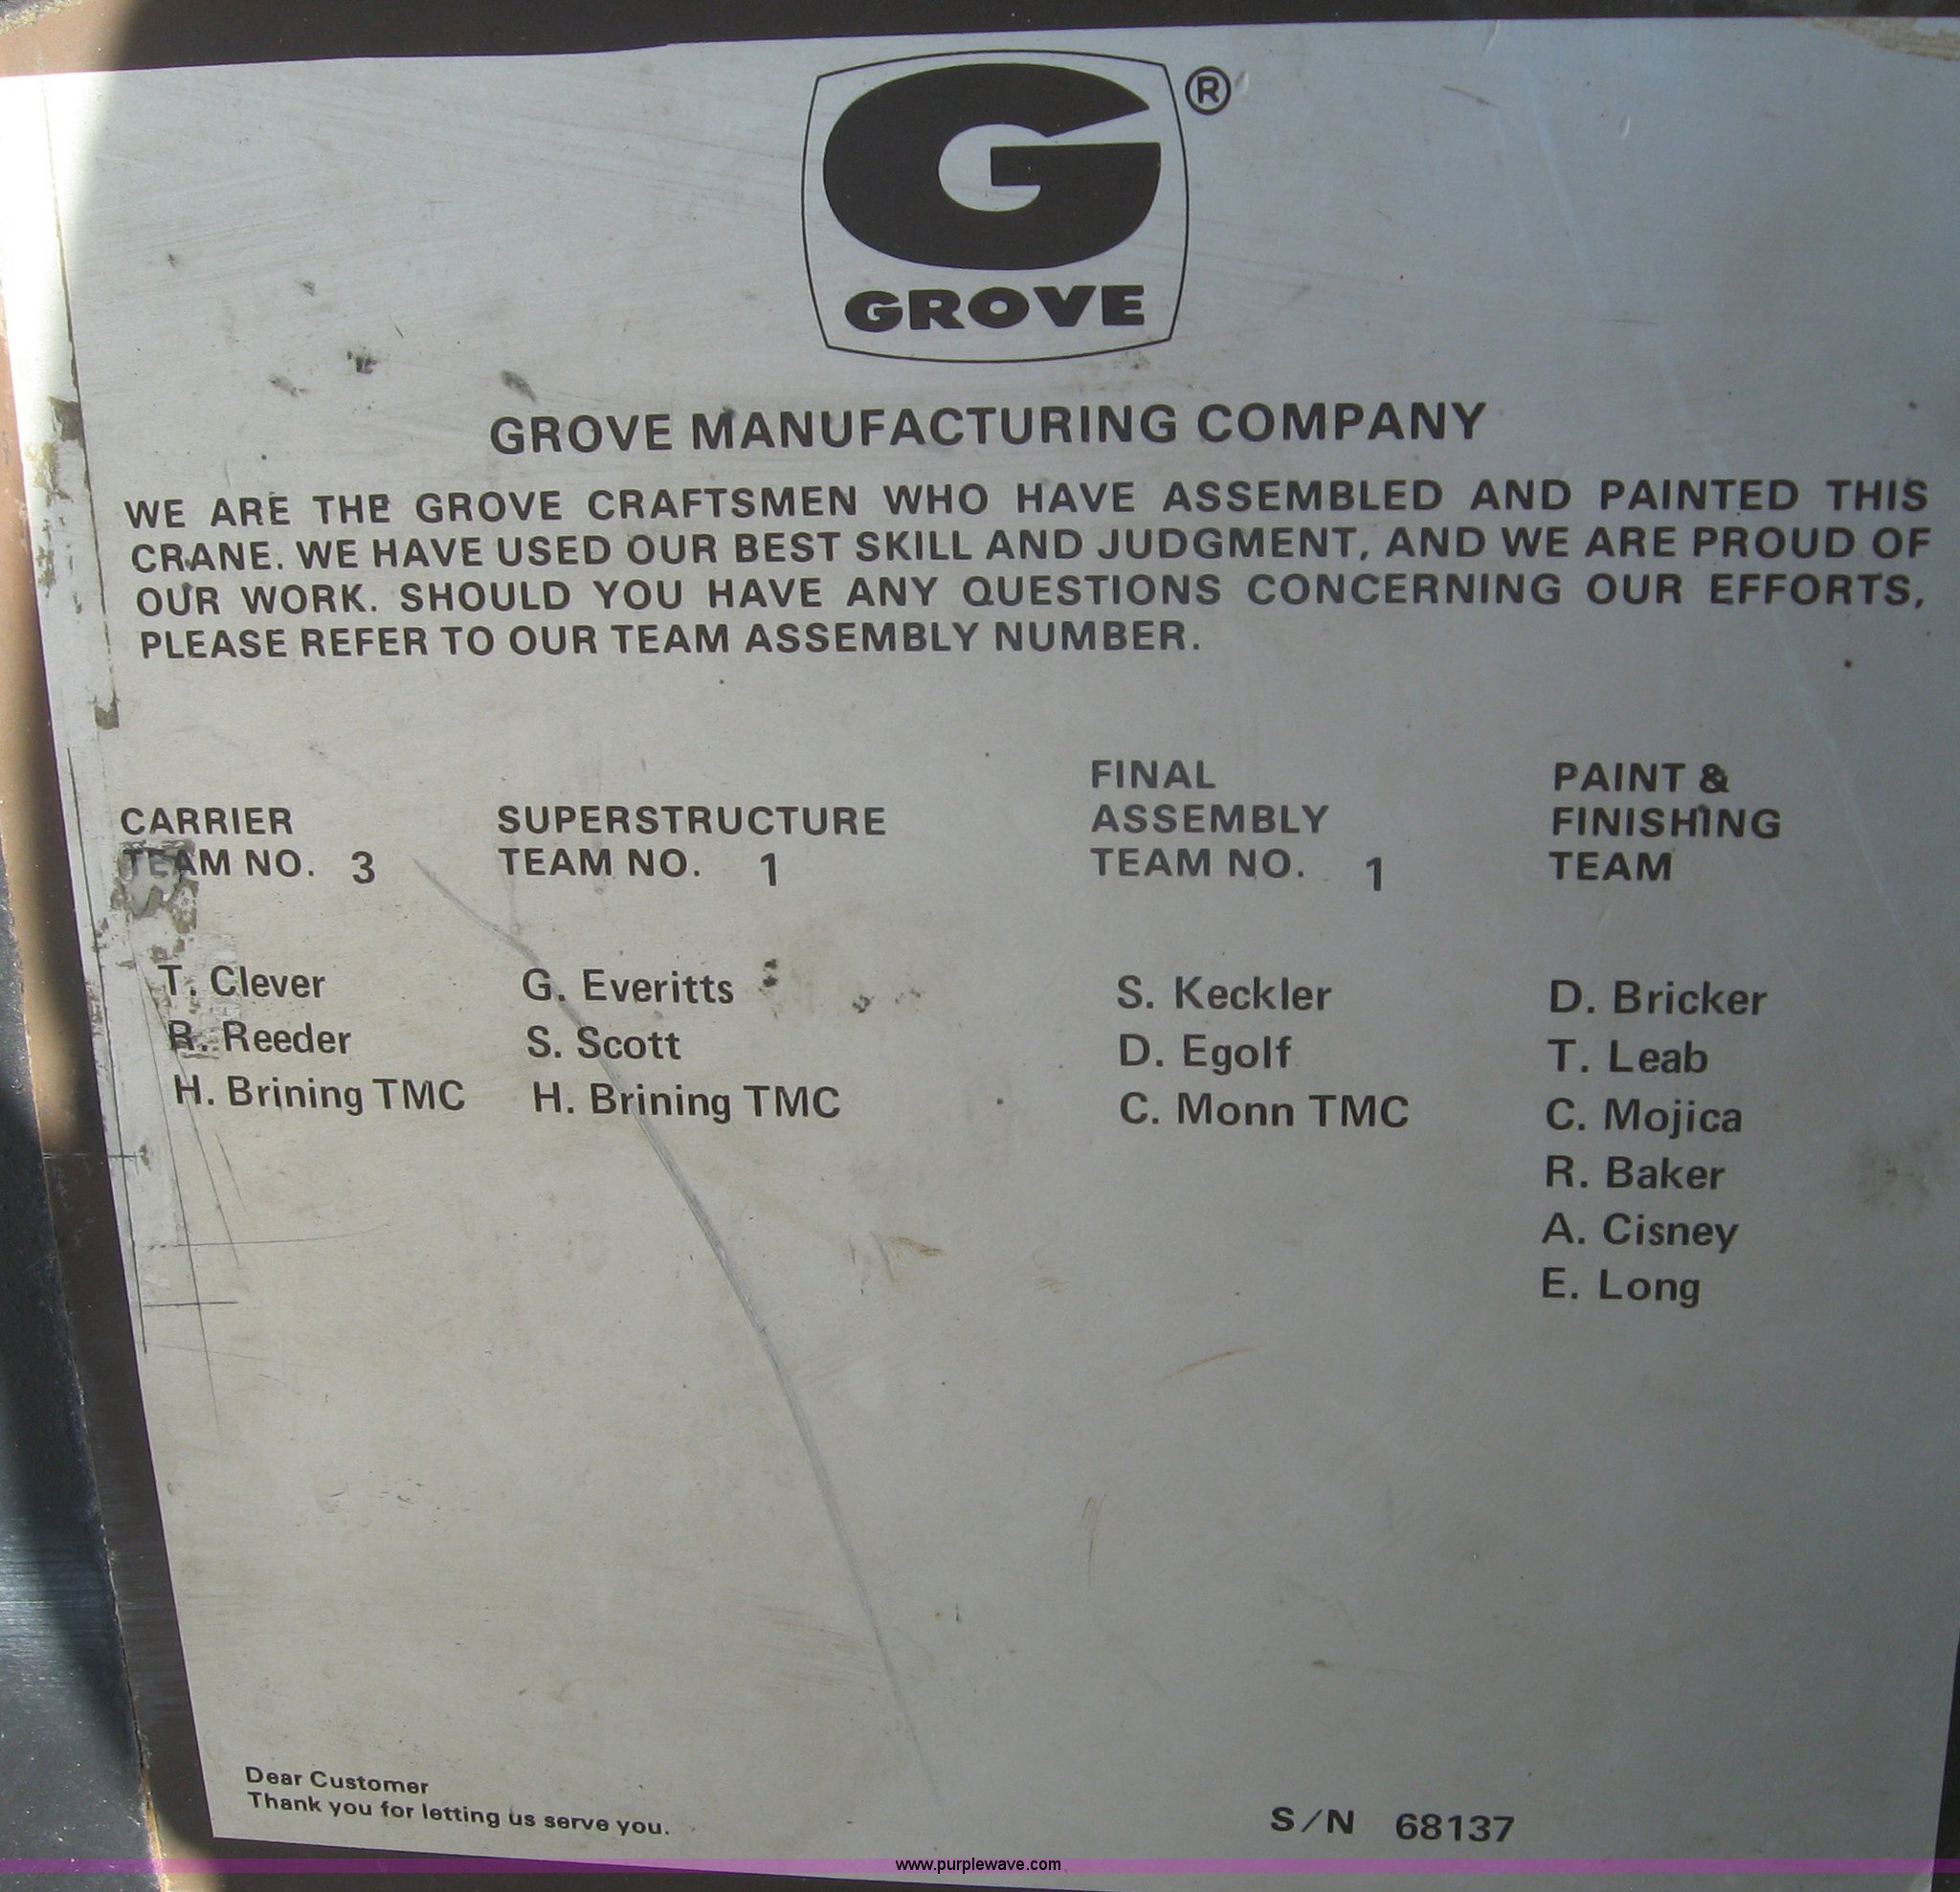 G ®
GROVE
GROVE MANUFACTURING COMPANY
WE ARE THE GROVE CRAFTSMEN WHO HAVE ASSEMBLED AND PAINTED THIS
CRANE. WE HAVE USED OUR BEST SKILL AND JUDGMENT, AND WE ARE PROUD OF
OUR WORK. SHOULD YOU HAVE ANY QUESTIONS CONCERNING OUR EFFORTS,
PLEASE REFER TO OUR TEAM ASSEMBLY NUMBER.
CARRIER
TEAM NO. 3
T. Clever
R. Reeder
H. Brining TMC
SUPERSTRUCTURE
TEAM NO. 1
G. Everitts
S. Scott
H. Brining TMC
FINAL
ASSEMBLY
TEAM NO. 1
S. Keckler
D. Egolf
C. Monn TMC
PAINT &
FINISHING
TEAM
D. Bricker
T. Leab
C. Mojica
R. Baker
A. Cisney
E. Long
Dear Customer
Thank you for letting us serve you.
S/N 68137
www.purplewave.com